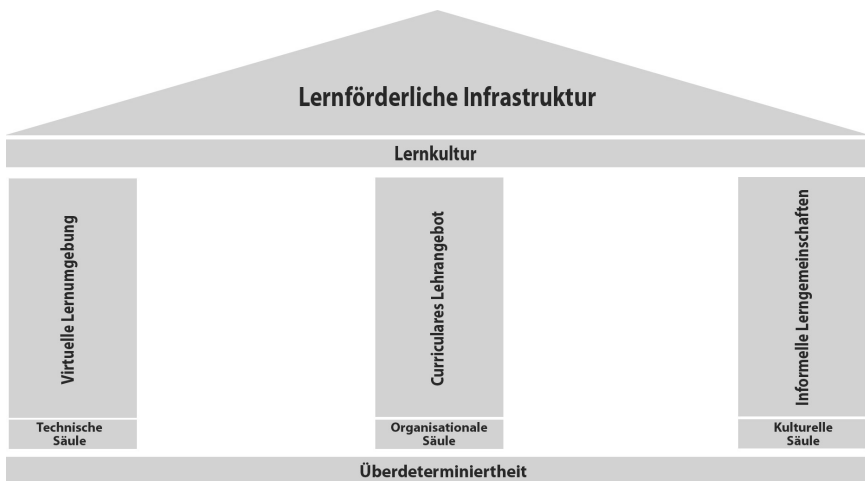 Lernförderliche Infrastruktur
Lernkultur
Virtuelle Lernumgebung
Technische
Säule
Curriculares Lehrangebot
Organisationale
Säule
Informelle Lerngemeinschaften
Kulturelle
Säule
Überdeterminiertheit